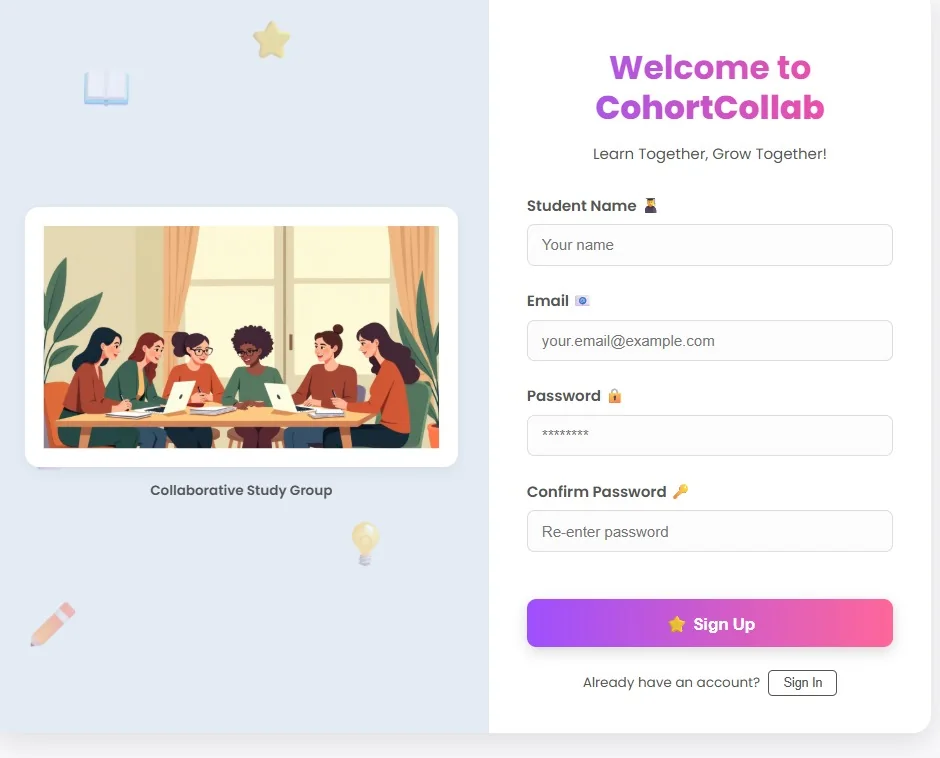 Welcome to
CohortCollab
Learn Together, Grow Together!
Student Name
Your name
Email
your.email@example.com
Password
********
Confirm Password
Re-enter password
Sign Up
Already have an account? Sign In
Collaborative Study Group